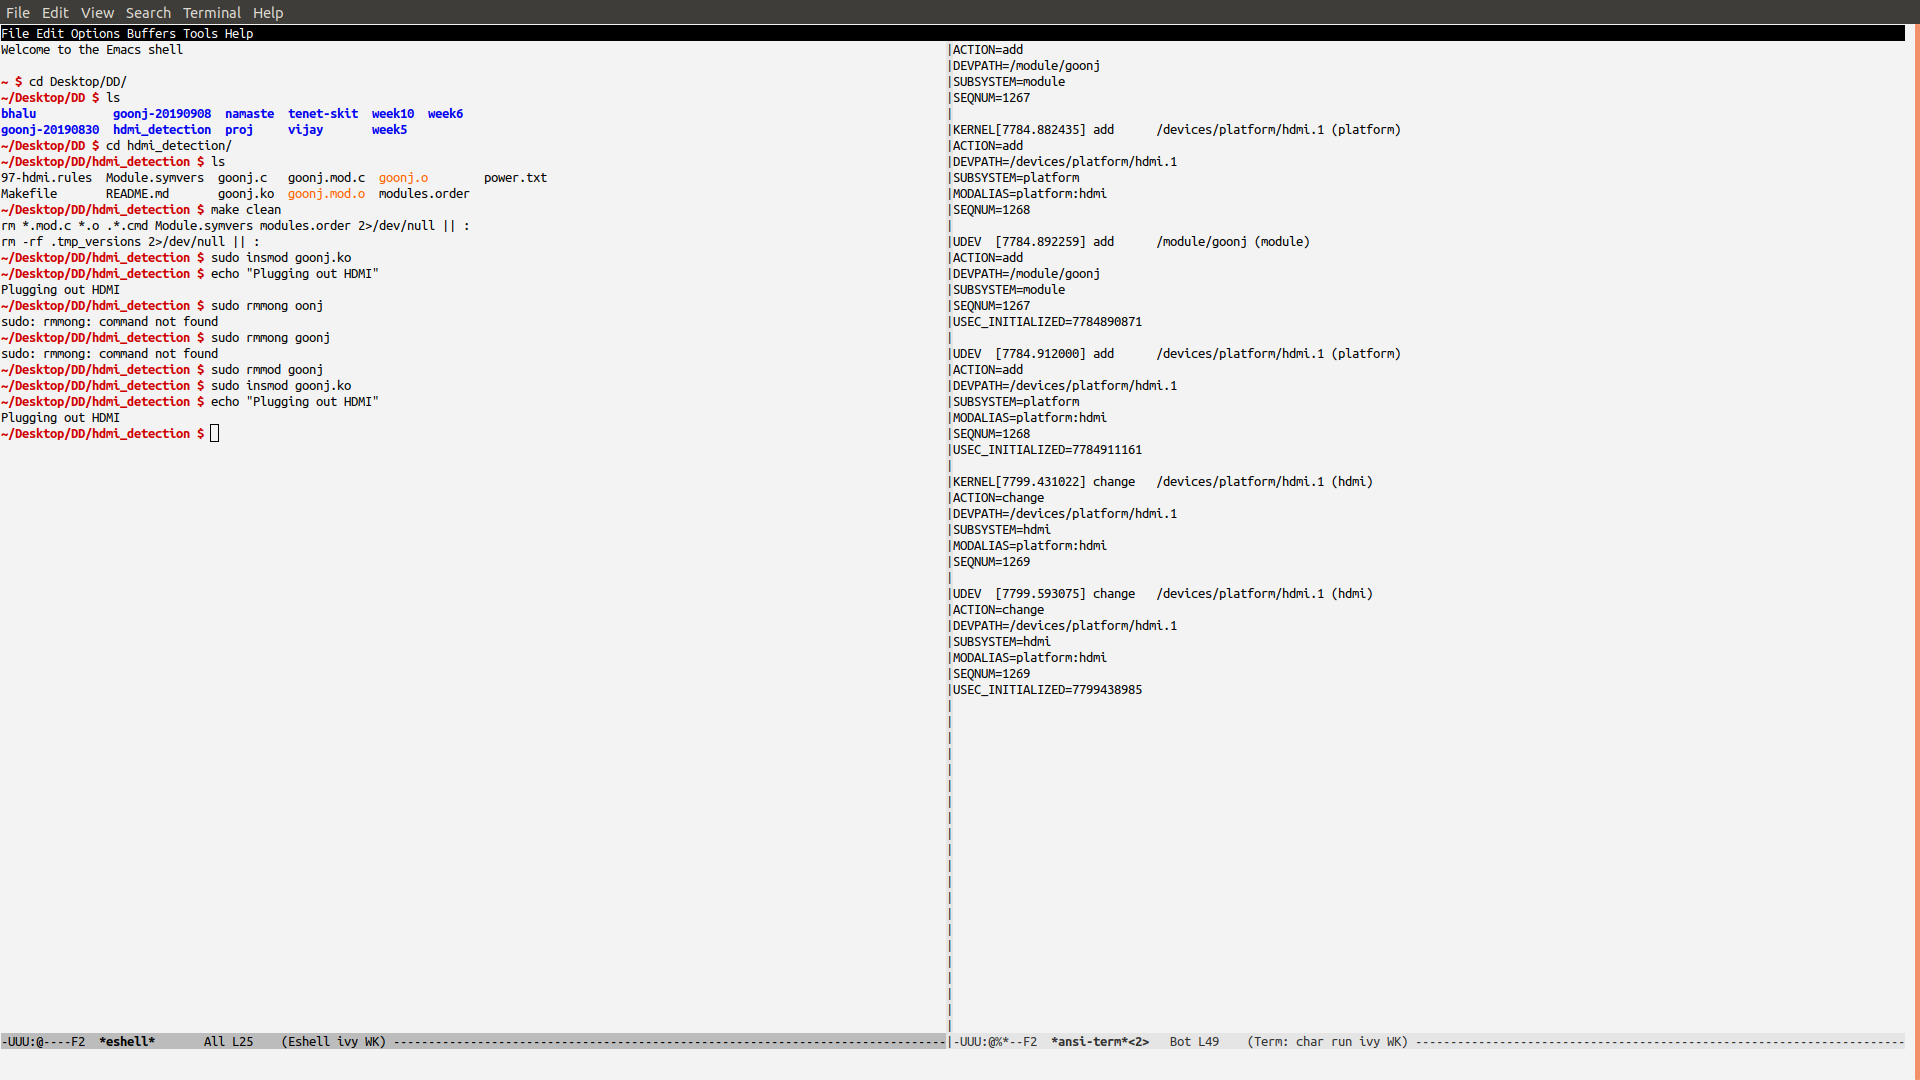 File Edit View Search Terminal Help
File Edit Options Buffers Tools Help
Welcome to the Emacs shell

~ $ cd Desktop/DD/
~/Desktop/DD $ ls
bhalu           goonj-20190908  namaste  tenet-skit  week10  week6
goonj-20190830  hdmi_detection  proj     vijay       week5
~/Desktop/DD $ cd hdmi_detection/
~/Desktop/DD/hdmi_detection $ ls
97-hdmi.rules  Module.symvers  goonj.c   goonj.mod.c  goonj.o        power.txt
Makefile       README.md       goonj.ko  goonj.mod.o  modules.order
~/Desktop/DD/hdmi_detection $ make clean
rm *.mod.c *.o .*.cmd Module.symvers modules.order 2>/dev/null || :
rm -rf .tmp_versions 2>/dev/null || :
~/Desktop/DD/hdmi_detection $ sudo insmod goonj.ko
~/Desktop/DD/hdmi_detection $ echo "Plugging out HDMI"
Plugging out HDMI
~/Desktop/DD/hdmi_detection $ sudo rmmong oonj
sudo: rmmong: command not found
~/Desktop/DD/hdmi_detection $ sudo rmmong goonj
sudo: rmmong: command not found
~/Desktop/DD/hdmi_detection $ sudo rmmod goonj
~/Desktop/DD/hdmi_detection $ sudo insmod goonj.ko
~/Desktop/DD/hdmi_detection $ echo "Plugging out HDMI"
Plugging out HDMI
~/Desktop/DD/hdmi_detection $
-UUU:@----F2  *eshell*       All L25    (Eshell ivy WK) ----------
ACTION=add
DEVPATH=/module/goonj
SUBSYSTEM=module
SEQNUM=1267

KERNEL[7784.882435] add      /devices/platform/hdmi.1 (platform)
ACTION=add
DEVPATH=/devices/platform/hdmi.1
SUBSYSTEM=platform
MODALIAS=platform:hdmi
SEQNUM=1268

UDEV  [7784.892259] add      /module/goonj (module)
ACTION=add
DEVPATH=/module/goonj
SUBSYSTEM=module
SEQNUM=1267
USEC_INITIALIZED=7784890871

UDEV  [7784.912000] add      /devices/platform/hdmi.1 (platform)
ACTION=add
DEVPATH=/devices/platform/hdmi.1
SUBSYSTEM=platform
MODALIAS=platform:hdmi
SEQNUM=1268
USEC_INITIALIZED=7784911161

KERNEL[7799.431022] change   /devices/platform/hdmi.1 (hdmi)
ACTION=change
DEVPATH=/devices/platform/hdmi.1
SUBSYSTEM=hdmi
MODALIAS=platform:hdmi
SEQNUM=1269

UDEV  [7799.593075] change   /devices/platform/hdmi.1 (hdmi)
ACTION=change
DEVPATH=/devices/platform/hdmi.1
SUBSYSTEM=hdmi
MODALIAS=platform:hdmi
SEQNUM=1269
USEC_INITIALIZED=7799438985
-UUU:@%*--F2  *ansi-term*<2>   Bot L49    (Term: char run ivy WK) ----------